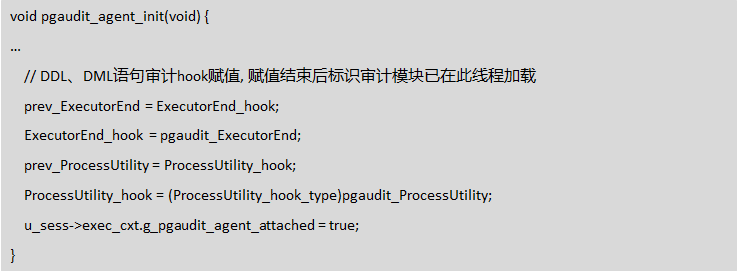 void pgaudit_agent_init(void) {
…
// DDL、DML语句审计hook赋值, 赋值结束后标识审计模块已在此线程加载
prev_ExecutorEnd = ExecutorEnd_hook;
ExecutorEnd_hook = pgaudit_ExecutorEnd;
prev_ProcessUtility = ProcessUtility_hook;
ProcessUtility_hook = (ProcessUtility_hook_type)pgaudit_ProcessUtility;
u_sess->exec_cxt.g_pgaudit_agent_attached = true;
}